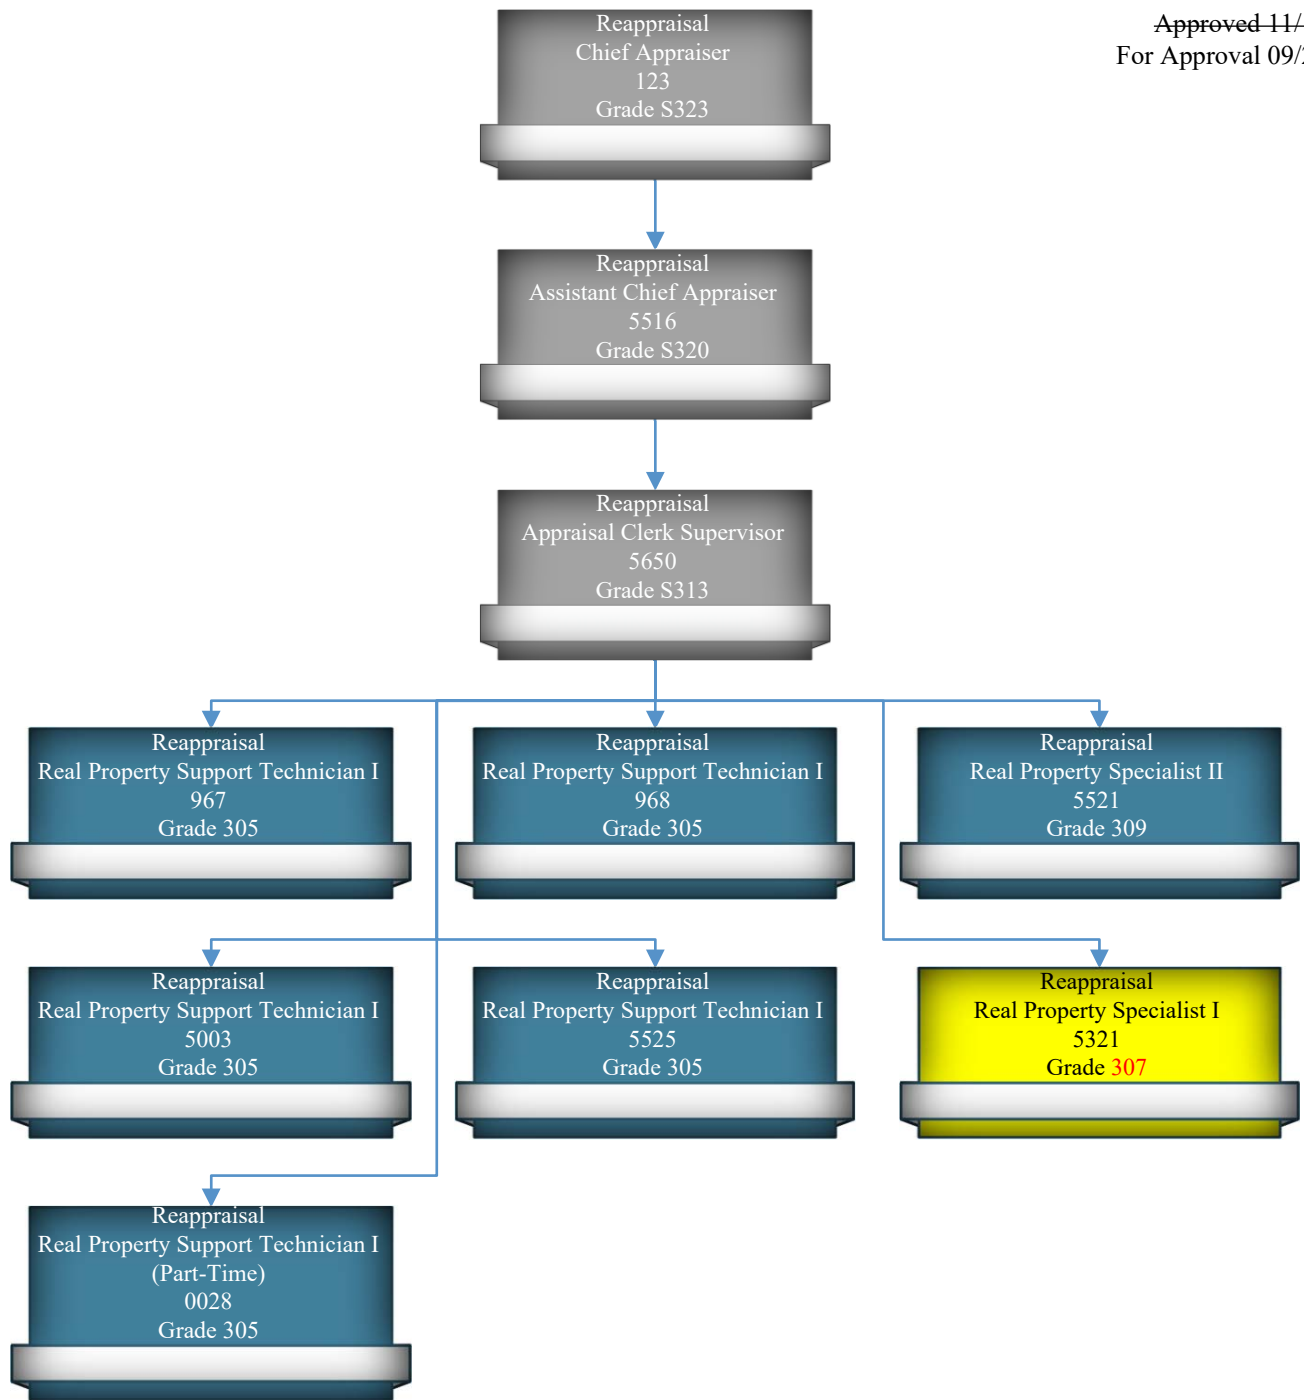 Approved 11/
For Approval 09/
Reappraisal
Chief Appraiser
123
Grade S323
Reappraisal
Assistant Chief Appraiser
5516
Grade S320
Reappraisal
Appraisal Clerk Supervisor
5650
Grade S313
Reappraisal
Real Property Support Technician I
967
Grade 305
Reappraisal
Real Property Support Technician I
968
Grade 305
Reappraisal
Real Property Specialist II
5521
Grade 309
Reappraisal
Real Property Support Technician I
5003
Grade 305
Reappraisal
Real Property Support Technician I
5525
Grade 305
Reappraisal
Real Property Specialist I
5321
Grade 307
Reappraisal
Real Property Support Technician I
(Part-Time)
0028
Grade 305